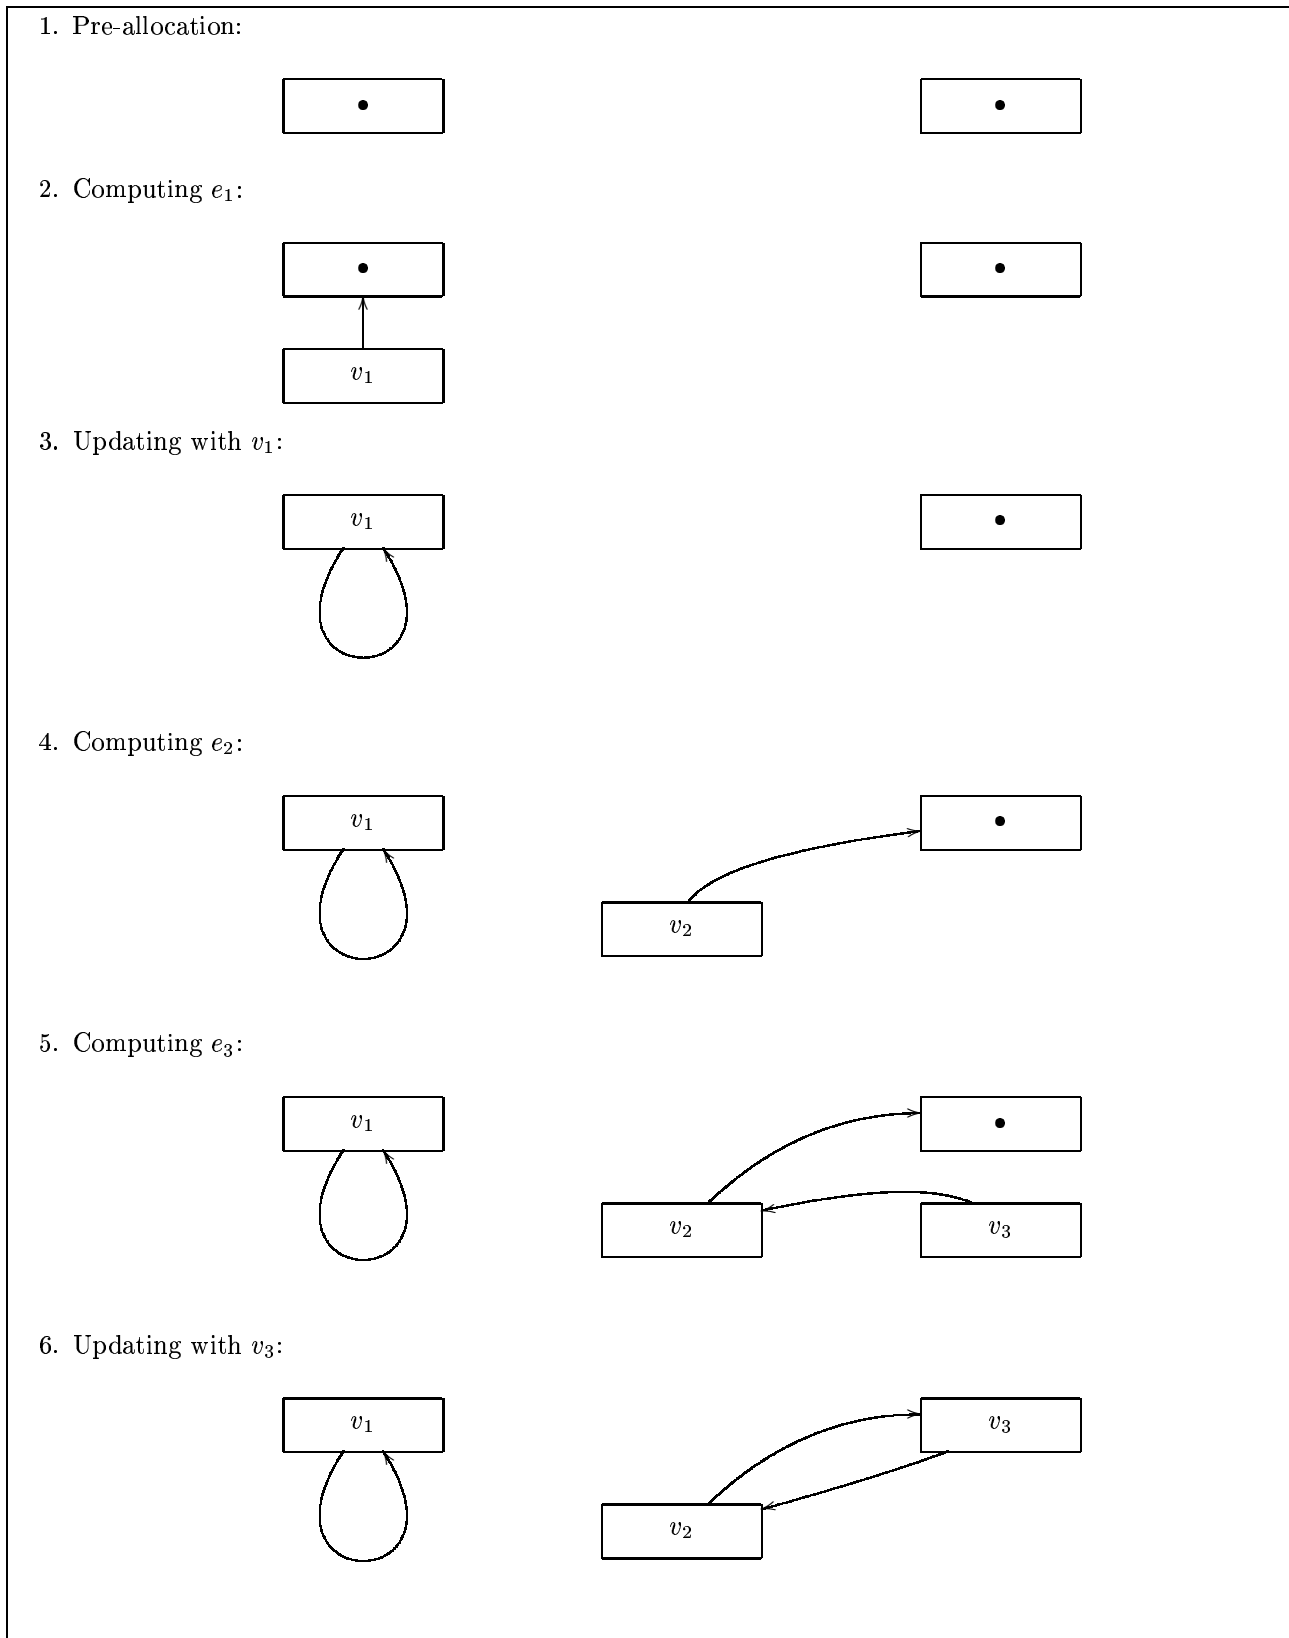 1. Pre-allocation:
• •
2. Computing e₁:
• •
v₁
3. Updating with v₁:
v₁ •
4. Computing e₂:
v₁ •
v₂
5. Computing e₃:
v₁ •
v₂ v₃
6. Updating with v₃:
v₁ v₃
v₂